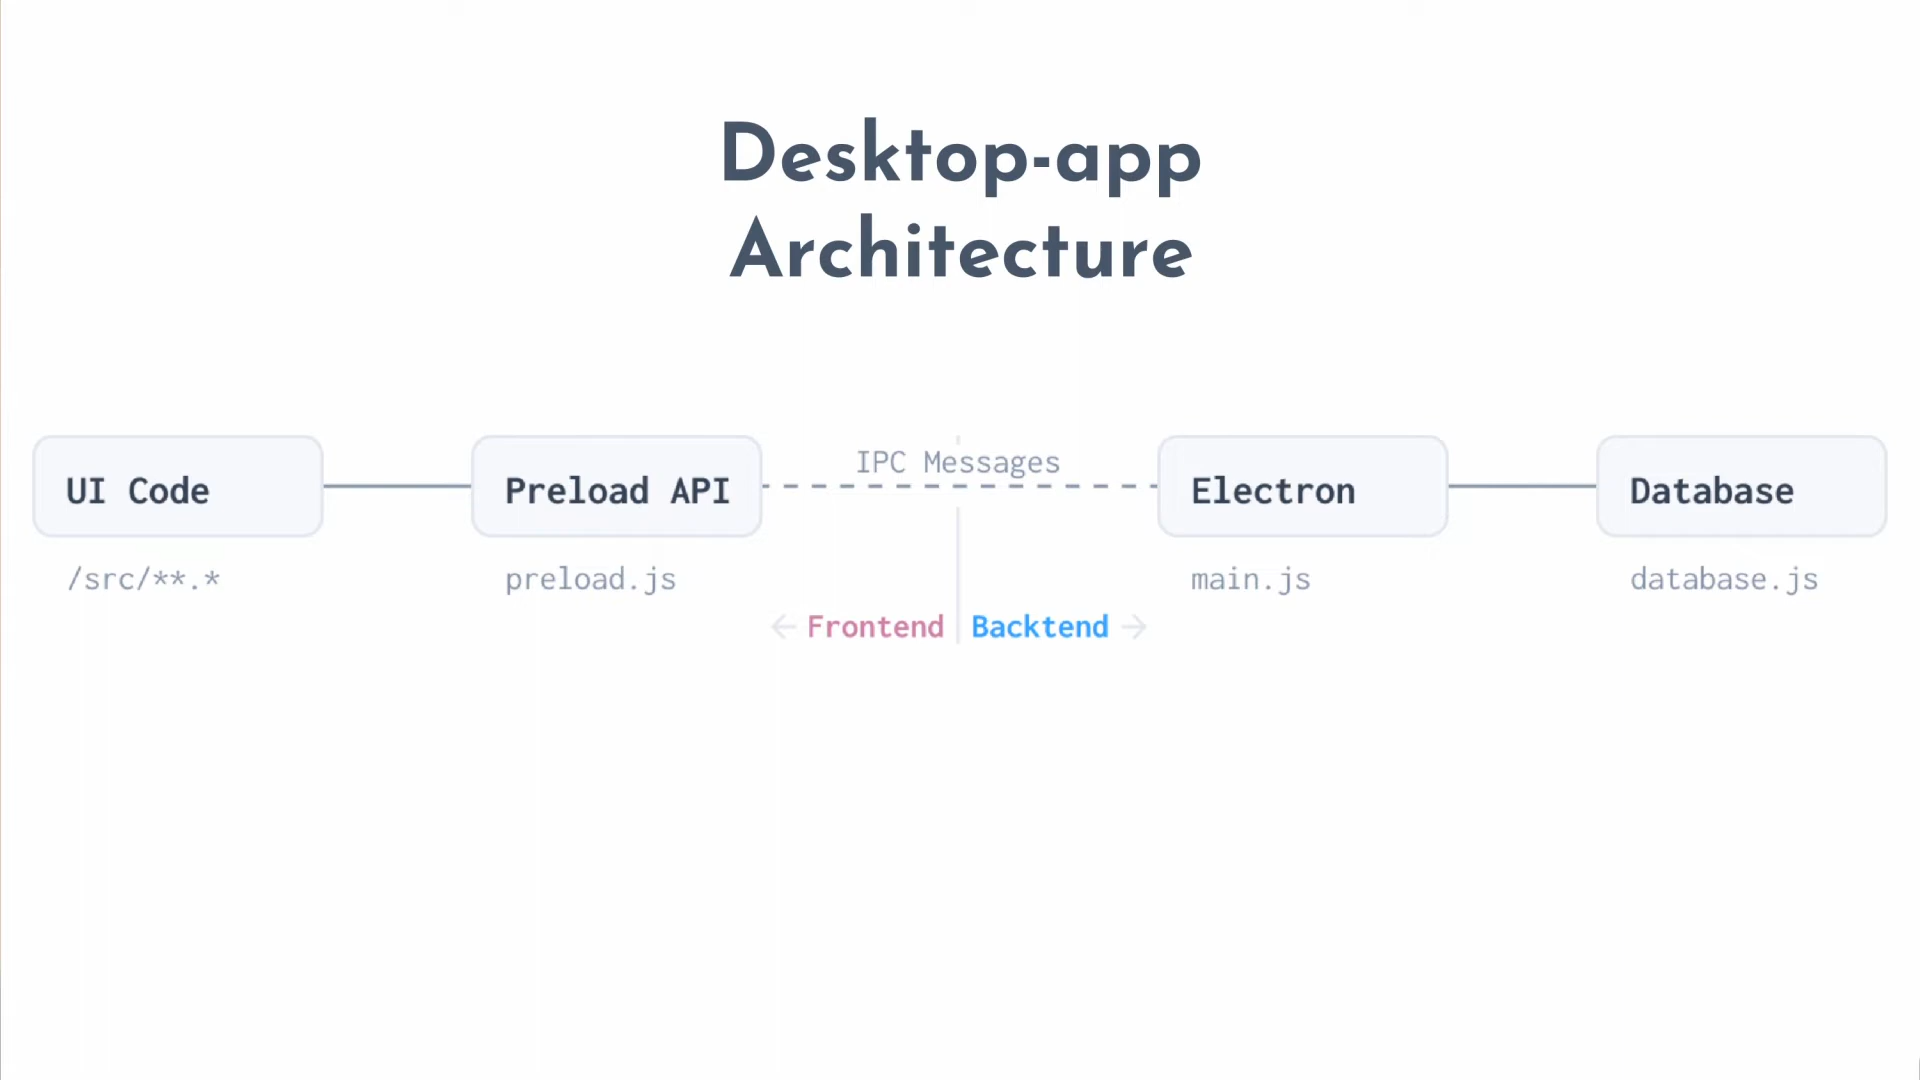 Desktop-app
Architecture
IPC Messages
UI Code
Preload API
Electron
Database
/src/**.*
preload.js
main.js
database.js
← Frontend
Backtend →